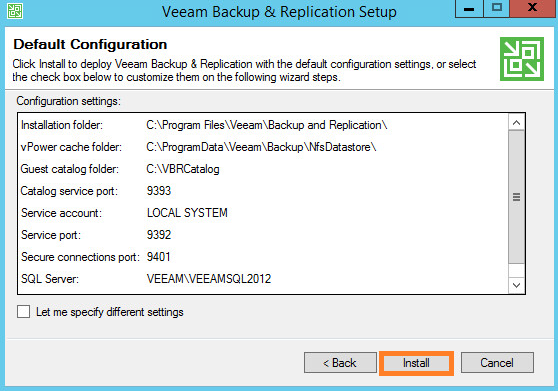 Veeam Backup & Replication Setup
Default Configuration
Click Install to deploy Veeam Backup & Replication with the default configuration settings, or select
the check box below to customize them on the following wizard steps.
Configuration settings:
Installation folder: C:\Program Files\Veeam\Backup and Replication\
vPower cache folder: C:\ProgramData\Veeam\Backup\NfsDatastore\
Guest catalog folder: C:\VBRCatalog
Catalog service port: 9393
Service account: LOCAL SYSTEM
Service port: 9392
Secure connections port: 9401
SQL Server: VEEAM\VEEAMSQL2012
Let me specify different settings
< Back Install Cancel